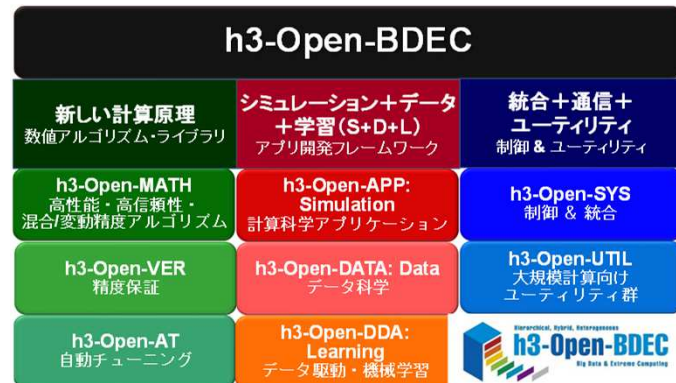 h3-Open-BDEC
新しい計算原理
数値アルゴリズム・ライブラリ
シミュレーション＋データ
＋学習(S+D+L)
アプリ開発フレームワーク
統合＋通信＋
ユーティリティ
制御 & ユーティリティ
h3-Open-MATH
高性能・高信頼性・
混合/変動精度アルゴリズム
h3-Open-APP:
Simulation
計算科学アプリケーション
h3-Open-SYS
制御 & 統合
h3-Open-VER
精度保証
h3-Open-DATA: Data
データ科学
h3-Open-UTIL
大規模計算向け
ユーティリティ群
h3-Open-AT
自動チューニング
h3-Open-DDA:
Learning
データ駆動・機械学習
Hierarchical, Hybrid, Heterogeneous
h3-Open-BDEC
Big Data & Extreme Computing